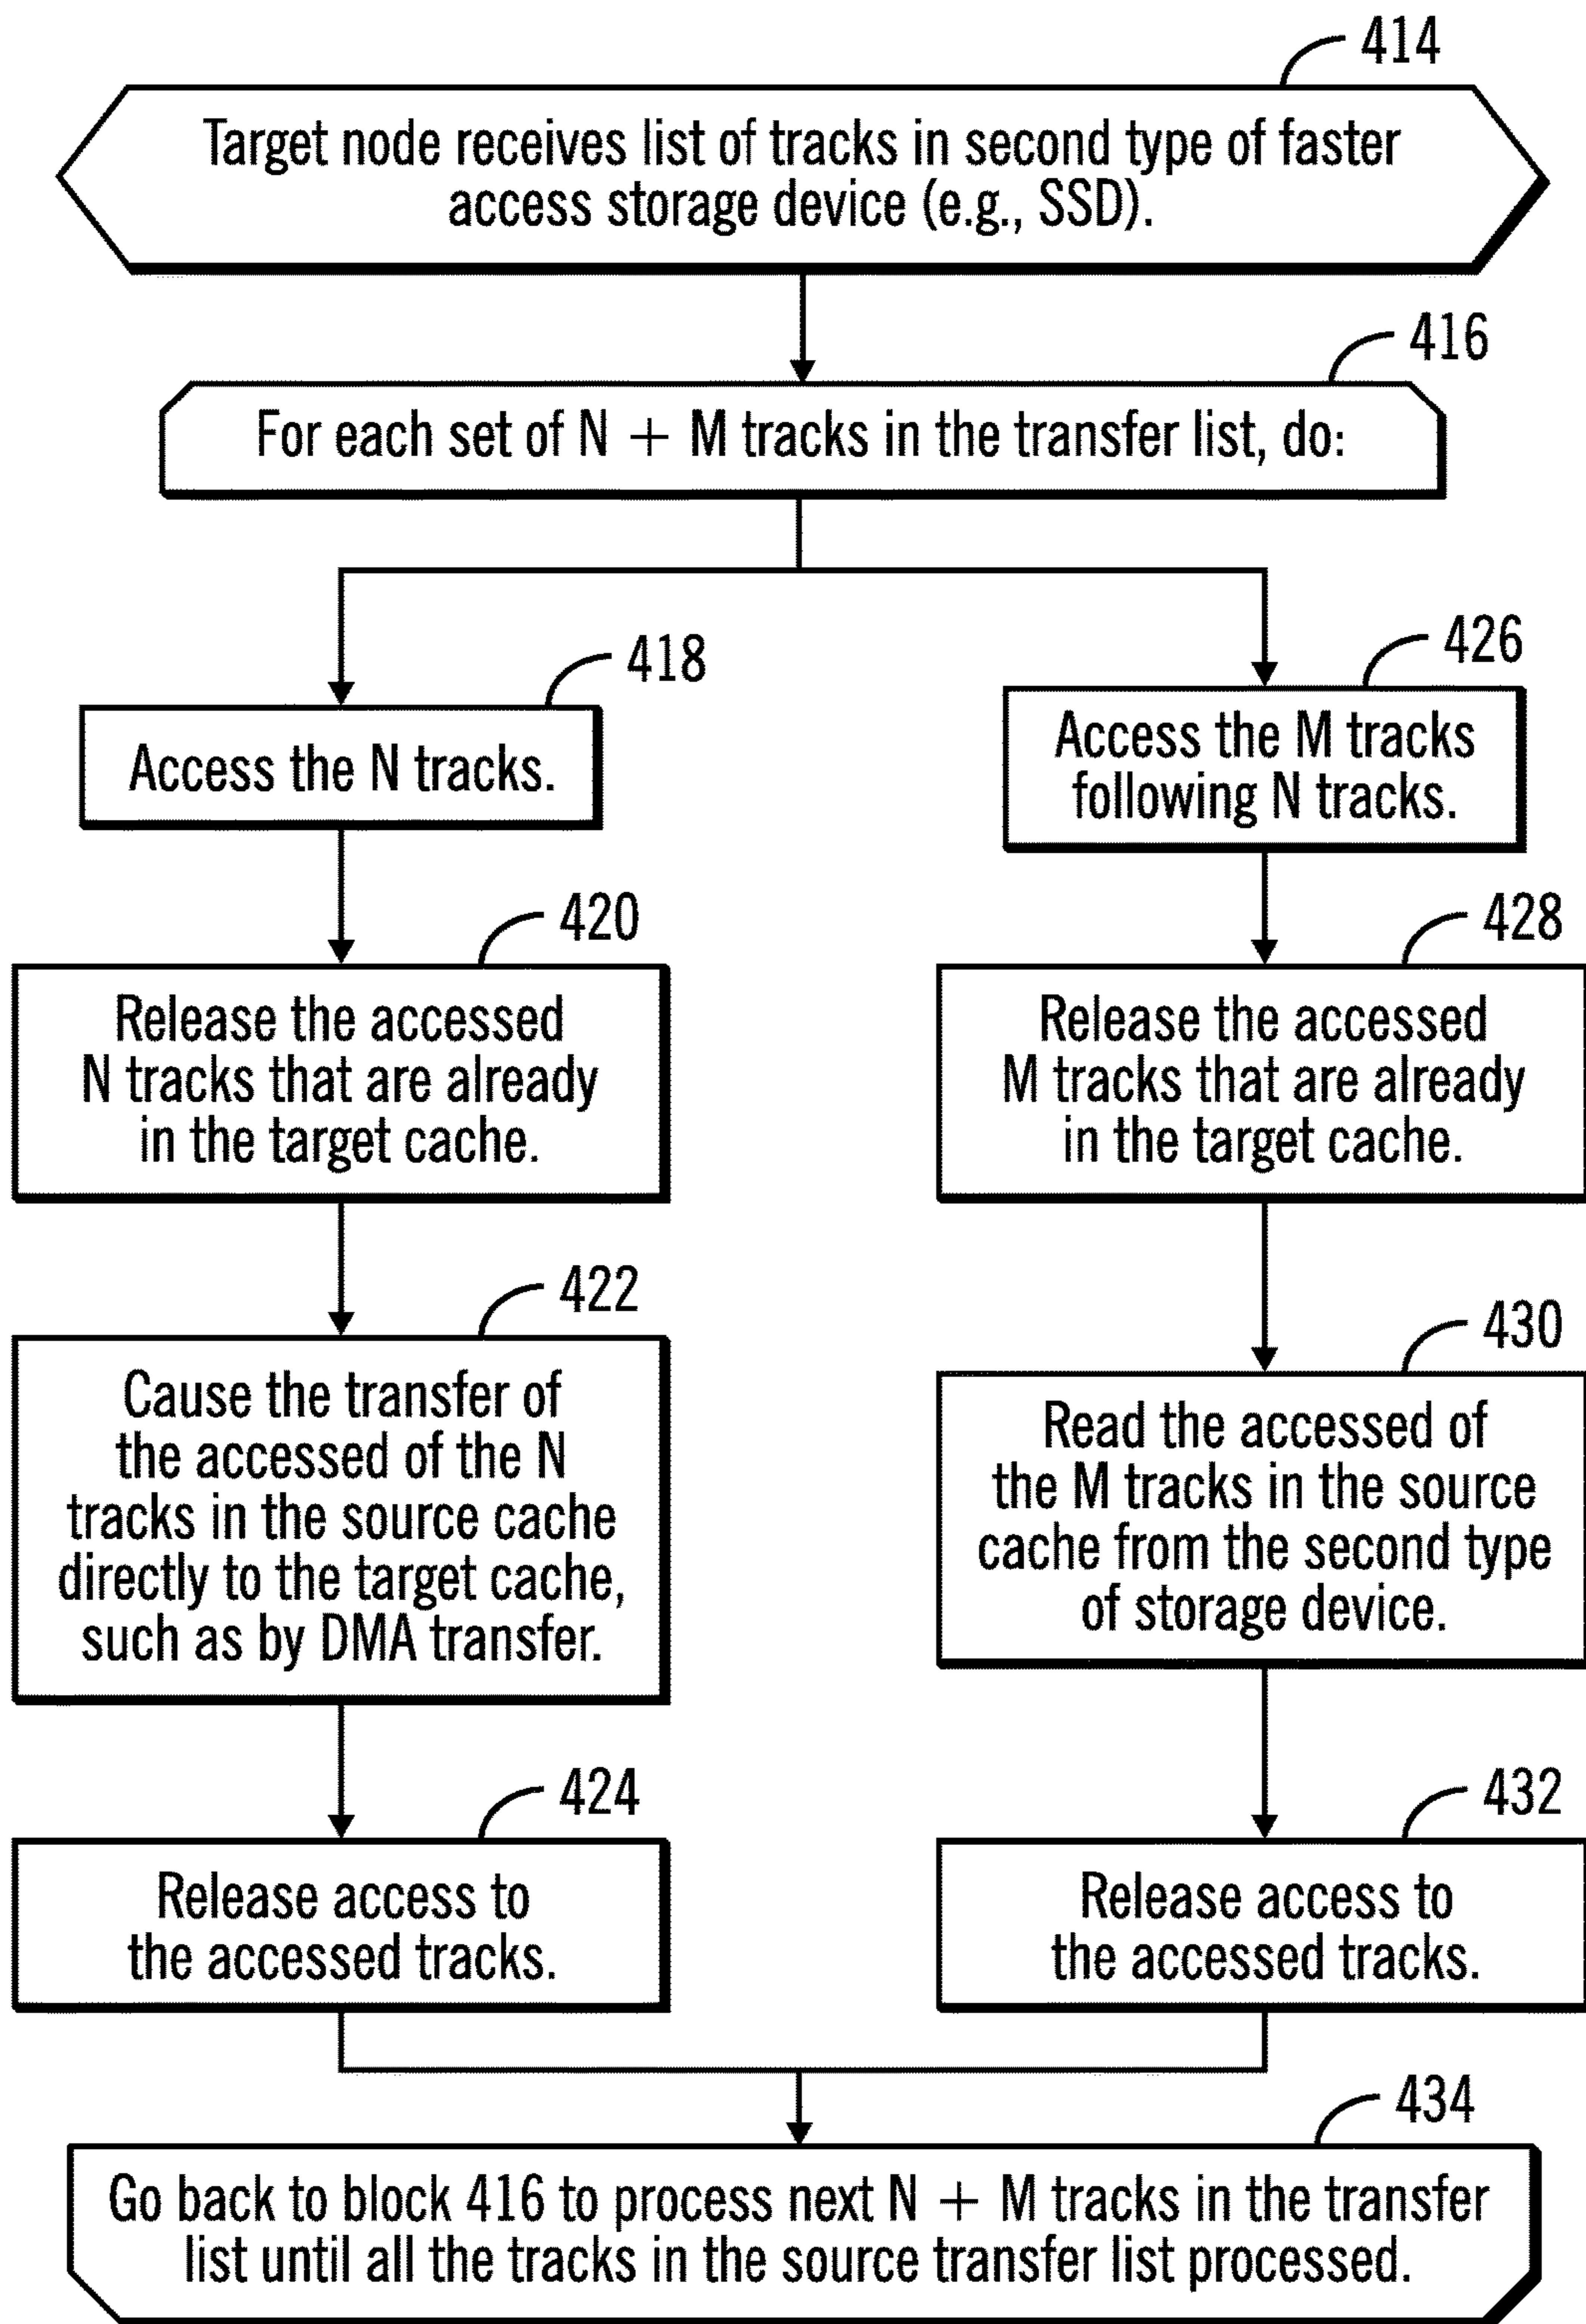 414
Target node receives list of tracks in second type of faster
access storage device (e.g., SSD).
416
For each set of N + M tracks in the transfer list, do:
418
Access the N tracks.
420
Release the accessed
N tracks that are already
in the target cache.
422
Cause the transfer of
the accessed of the N
tracks in the source cache
directly to the target cache,
such as by DMA transfer.
424
Release access to
the accessed tracks.
426
Access the M tracks
following N tracks.
428
Release the accessed
M tracks that are already
in the target cache.
430
Read the accessed of
the M tracks in the source
cache from the second type
of storage device.
432
Release access to
the accessed tracks.
434
Go back to block 416 to process next N + M tracks in the transfer
list until all the tracks in the source transfer list processed.